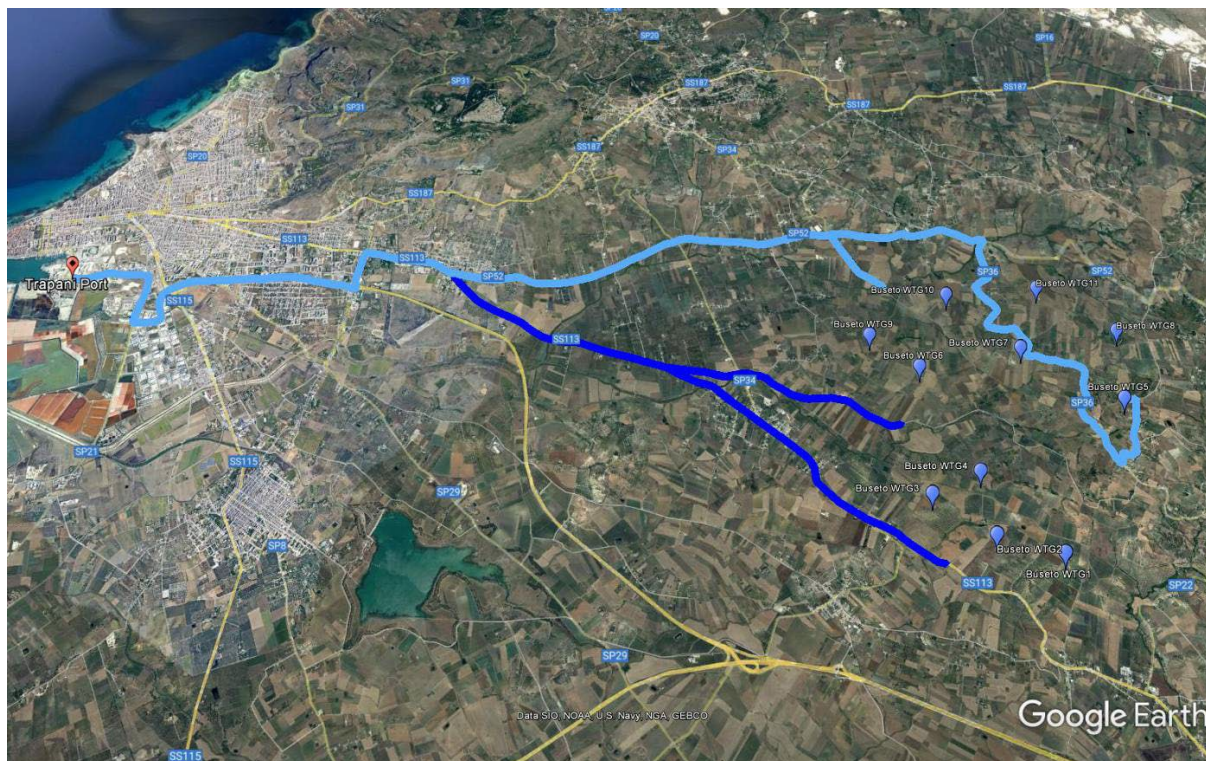 SP20
SP20
SP16
SP31
SP31
SS187
SS187
SS187
SP34
SS187
SP20
SS187
SS113
SS113
SP52
SP52
SP52
SP36
Trapani Port
SS115
Buseto WTG10
Buseto WTG11
Buseto WTG9
Buseto WTG8
SS113
Buseto WTG7
Buseto WTG6
SP34
Buseto WTG5
SP36
SP21
SS115
Buseto WTG4
SP29
Buseto WTG3
SP8
Buseto WTG2
Buseto WTG1
SS113
SP22
SP29
Data SIO, NOAA, U.S. Navy, NGA, GEBCO
Google Earth
SS115